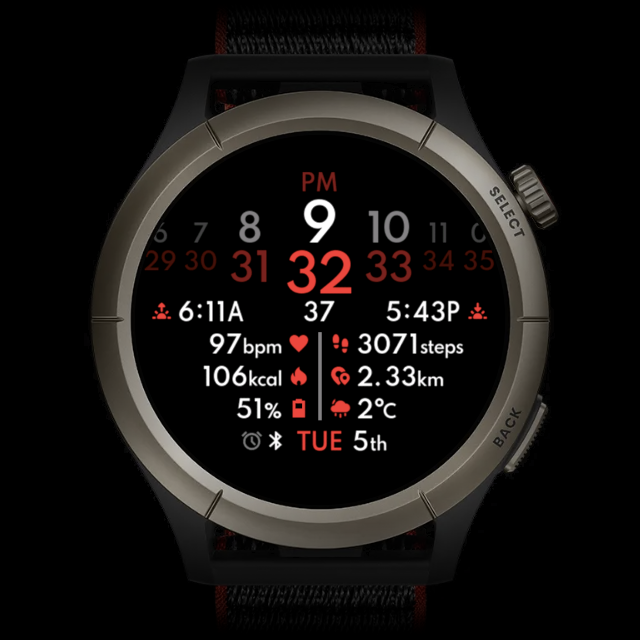 PM
6 7 8 9 10 11 0
29 30 31 32 33 34 35
6:11A 37 5:43P
97bpm 3071steps
106kcal 2.33km
51% 2°C
TUE 5th
SELECT
BACK